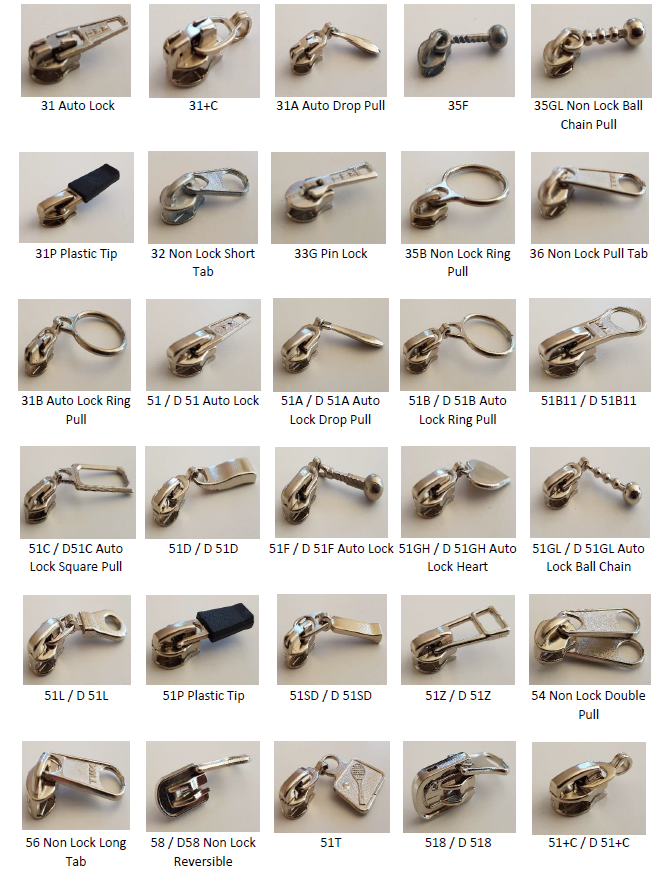 31 Auto Lock
31+C
31A Auto Drop Pull
35F
35GL Non Lock Ball
Chain Pull
31P Plastic Tip
32 Non Lock Short
Tab
33G Pin Lock
35B Non Lock Ring
Pull
36 Non Lock Pull Tab
31B Auto Lock Ring
Pull
51 / D 51 Auto Lock
51A / D 51A Auto
Lock Drop Pull
51B / D 51B Auto
Lock Ring Pull
51B11 / D 51B11
51C / D51C Auto
Lock Square Pull
51D / D 51D
51F / D 51F Auto Lock
51GH / D 51GH Auto
Lock Heart
51GL / D 51GL Auto
Lock Ball Chain
51L / D 51L
51P Plastic Tip
51SD / D 51SD
51Z / D 51Z
54 Non Lock Double
Pull
56 Non Lock Long
Tab
58 / D58 Non Lock
Reversible
51T
518 / D 518
51+C / D 51+C